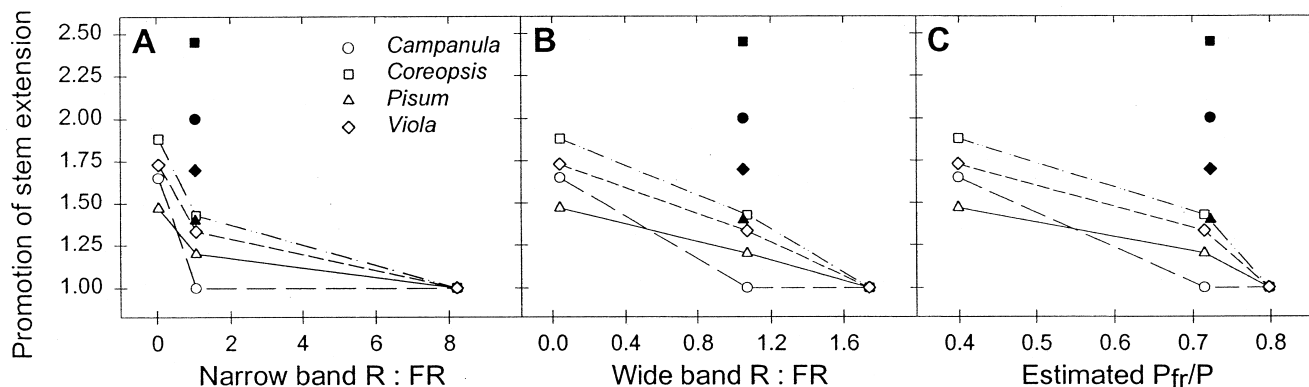 Promotion of stem extension
2.50
2.25
2.00
1.75
1.50
1.25
1.00
A
Campanula
Coreopsis
Pisum
Viola
0 2 4 6 8
Narrow band R : FR
B
0.0 0.4 0.8 1.2 1.6
Wide band R : FR
C
0.4 0.5 0.6 0.7 0.8
Estimated Pfr/P